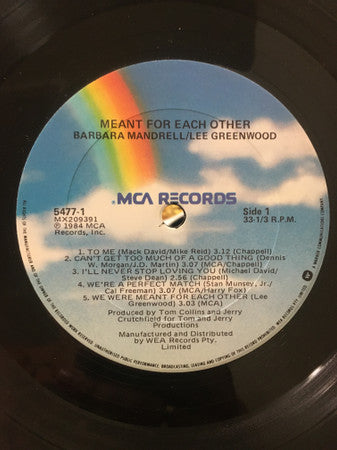 MEANT FOR EACH OTHER
BARBARA MANDRELL/LEE GREENWOOD
MCA RECORDS
5477-1
MX209391
℗ 1984 MCA
Records, Inc.
Side 1
33-1/3 R.P.M.
1. TO ME (Mack David/Mike Reid) 3.12 (Chappell)
2. CAN'T GET TOO MUCH OF A GOOD THING (Dennis
W. Morgan/J.D. Martin) 3.07 (MCA/Chappell)
3. I'LL NEVER STOP LOVING YOU (Michael David/
Steve Dean) 2.56 (Chappell)
4. WE'RE A PERFECT MATCH (Stan Munsey, Jr./
Cal Freeman) 3.07 (MCA/Harry Fox)
5. WE WERE MEANT FOR EACH OTHER (Lee
Greenwood) 3.03 (MCA)
Produced by Tom Collins and Jerry
Crutchfield for Tom and Jerry
Productions
Manufactured and Distributed
by WEA Records Pty.
Limited